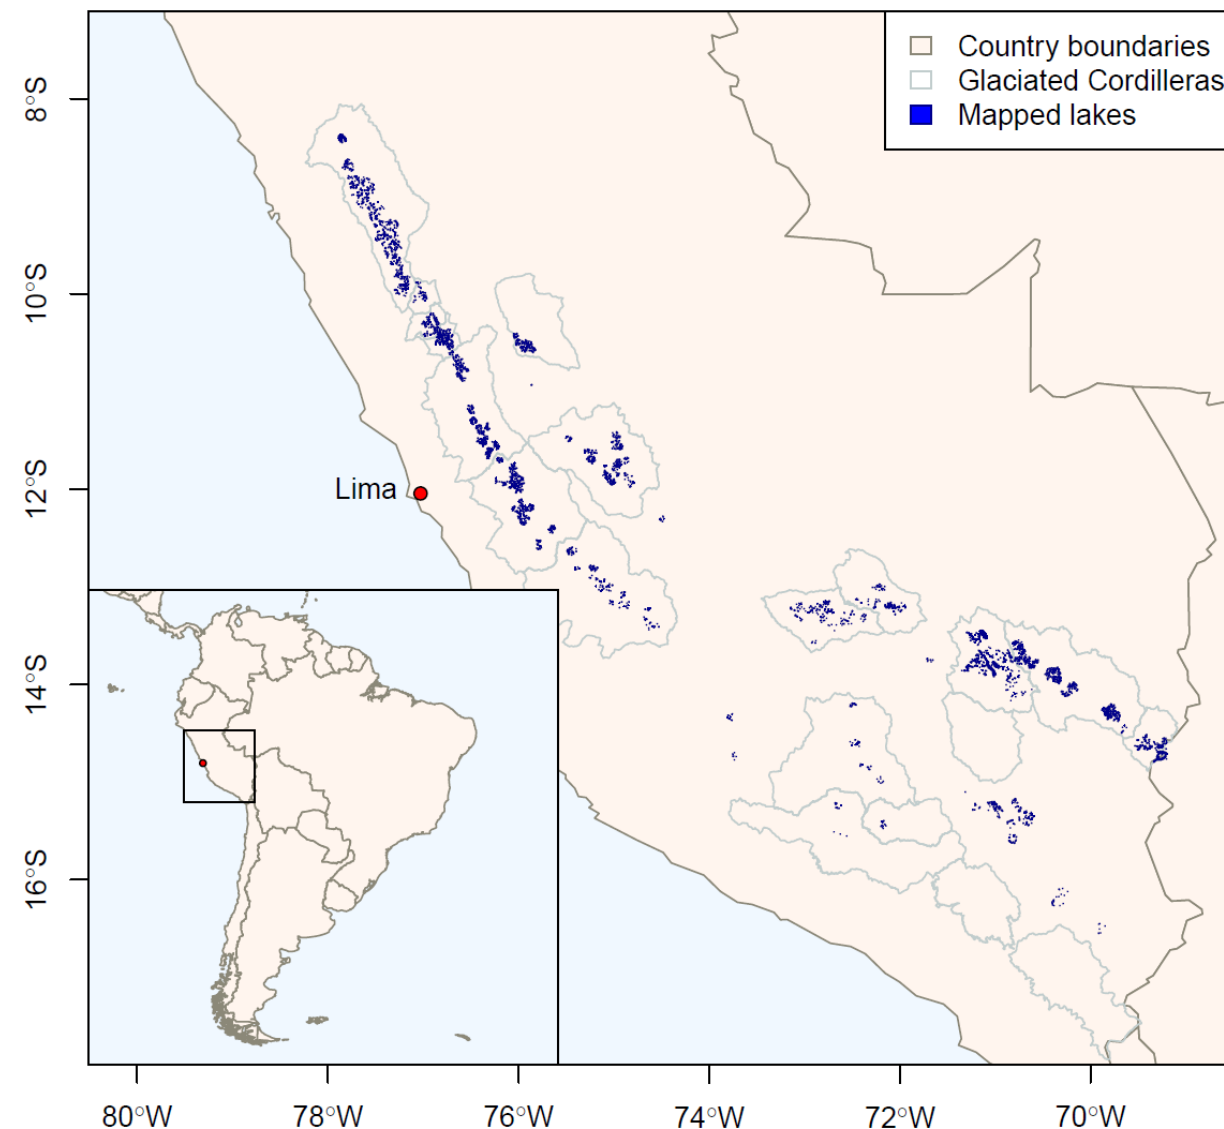 Country boundaries
Glaciated Cordilleras
Mapped lakes
8°S
10°S
12°S
14°S
16°S
Lima
80°W
78°W
76°W
74°W
72°W
70°W